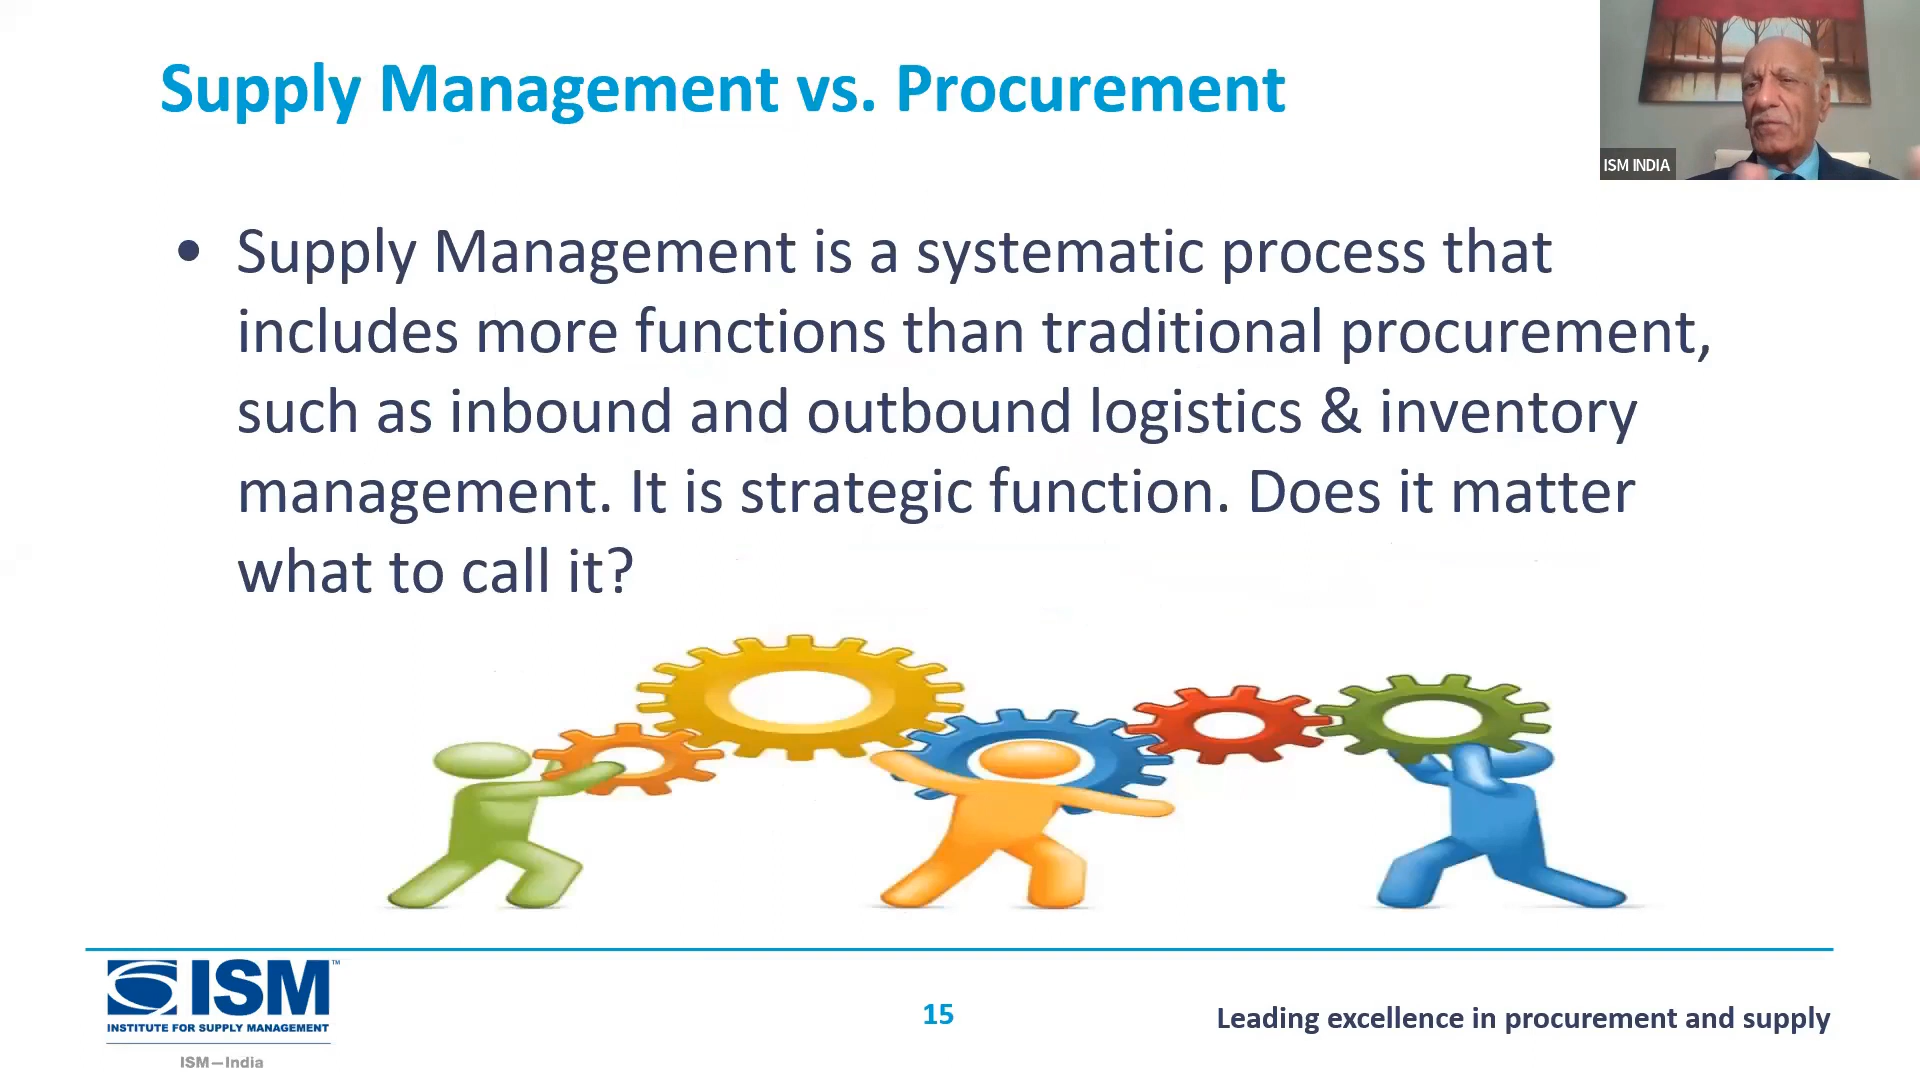 Supply Management vs. Procurement
ISM INDIA
• Supply Management is a systematic process that
includes more functions than traditional procurement,
such as inbound and outbound logistics & inventory
management. It is strategic function. Does it matter
what to call it?
ISM™
INSTITUTE FOR SUPPLY MANAGEMENT
ISM—India
15
Leading excellence in procurement and supply